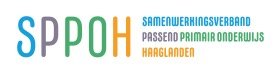 SPPOH
SAMENWERKINGSVERBAND
PASSEND PRIMAIR ONDERWIJS
HAAGLANDEN